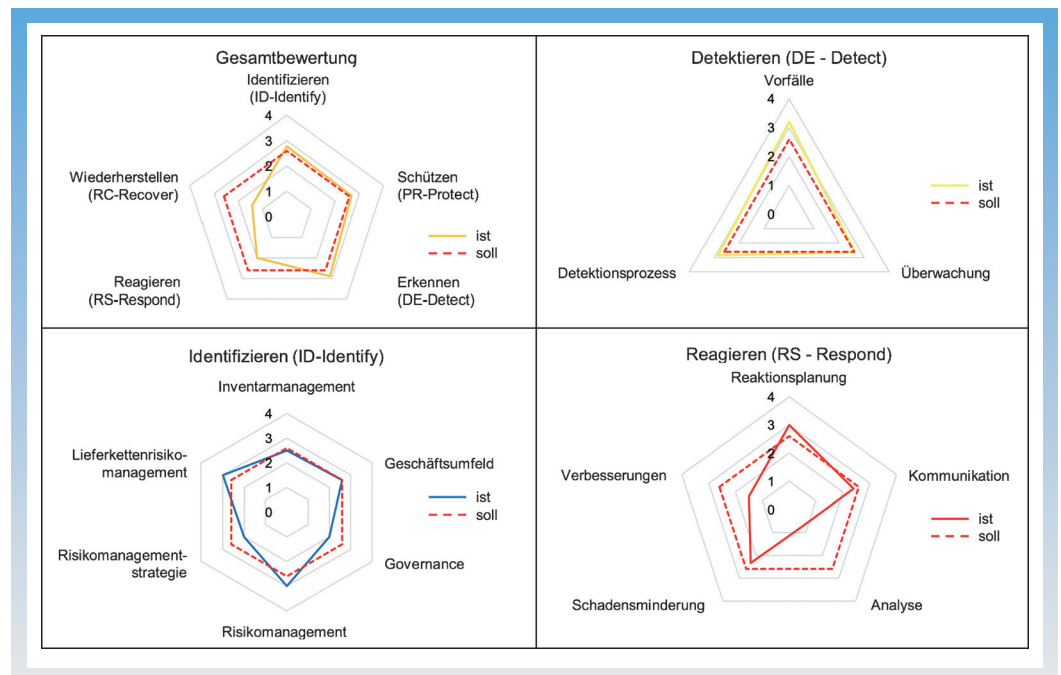 Gesamtbewertung
Identifizieren
(ID-Identify)
4
3
2
1
0
Wiederherstellen
(RC-Recover)
Schützen
(PR-Protect)
ist
soll
Reagieren
(RS-Respond)
Erkennen
(DE-Detect)
Detektieren (DE - Detect)
Vorfälle
4
3
2
1
0
ist
soll
Detektionsprozess
Überwachung
Identifizieren (ID-Identify)
Inventarmanagement
4
3
2
1
0
Lieferkettenrisiko-
management
Geschäftsumfeld
ist
soll
Risikomanagement-
strategie
Governance
Risikomanagement
Reagieren (RS - Respond)
Reaktionsplanung
4
3
2
1
0
Verbesserungen
Kommunikation
ist
soll
Schadensminderung
Analyse